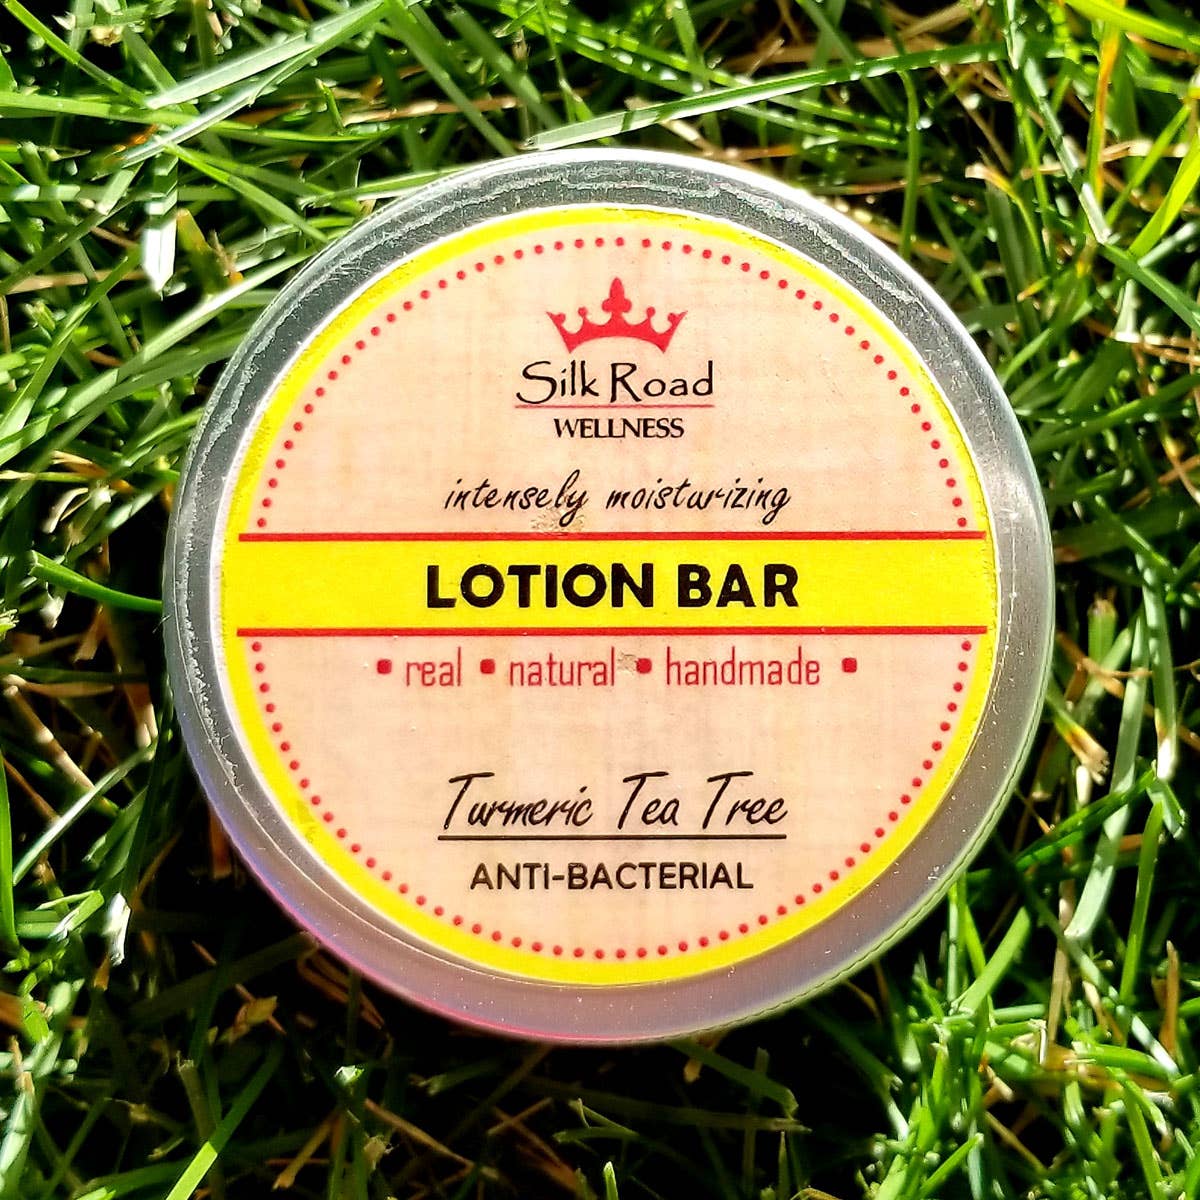 Silk Road
WELLNESS
intensely moisturizing
LOTION BAR
• real • natural • handmade •
Turmeric Tea Tree
ANTI-BACTERIAL